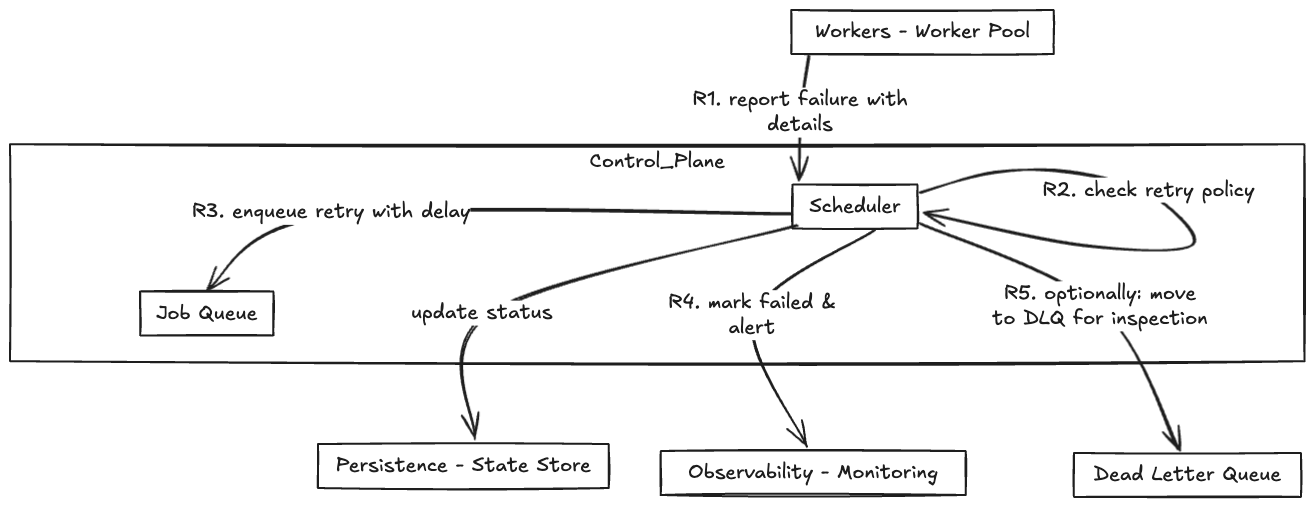 Workers - Worker Pool
R1. report failure with
details
Control_Plane
Scheduler
R2. check retry policy
R3. enqueue retry with delay
Job Queue
update status
R4. mark failed &
alert
R5. optionally: move
to DLQ for inspection
Persistence - State Store
Observability - Monitoring
Dead Letter Queue